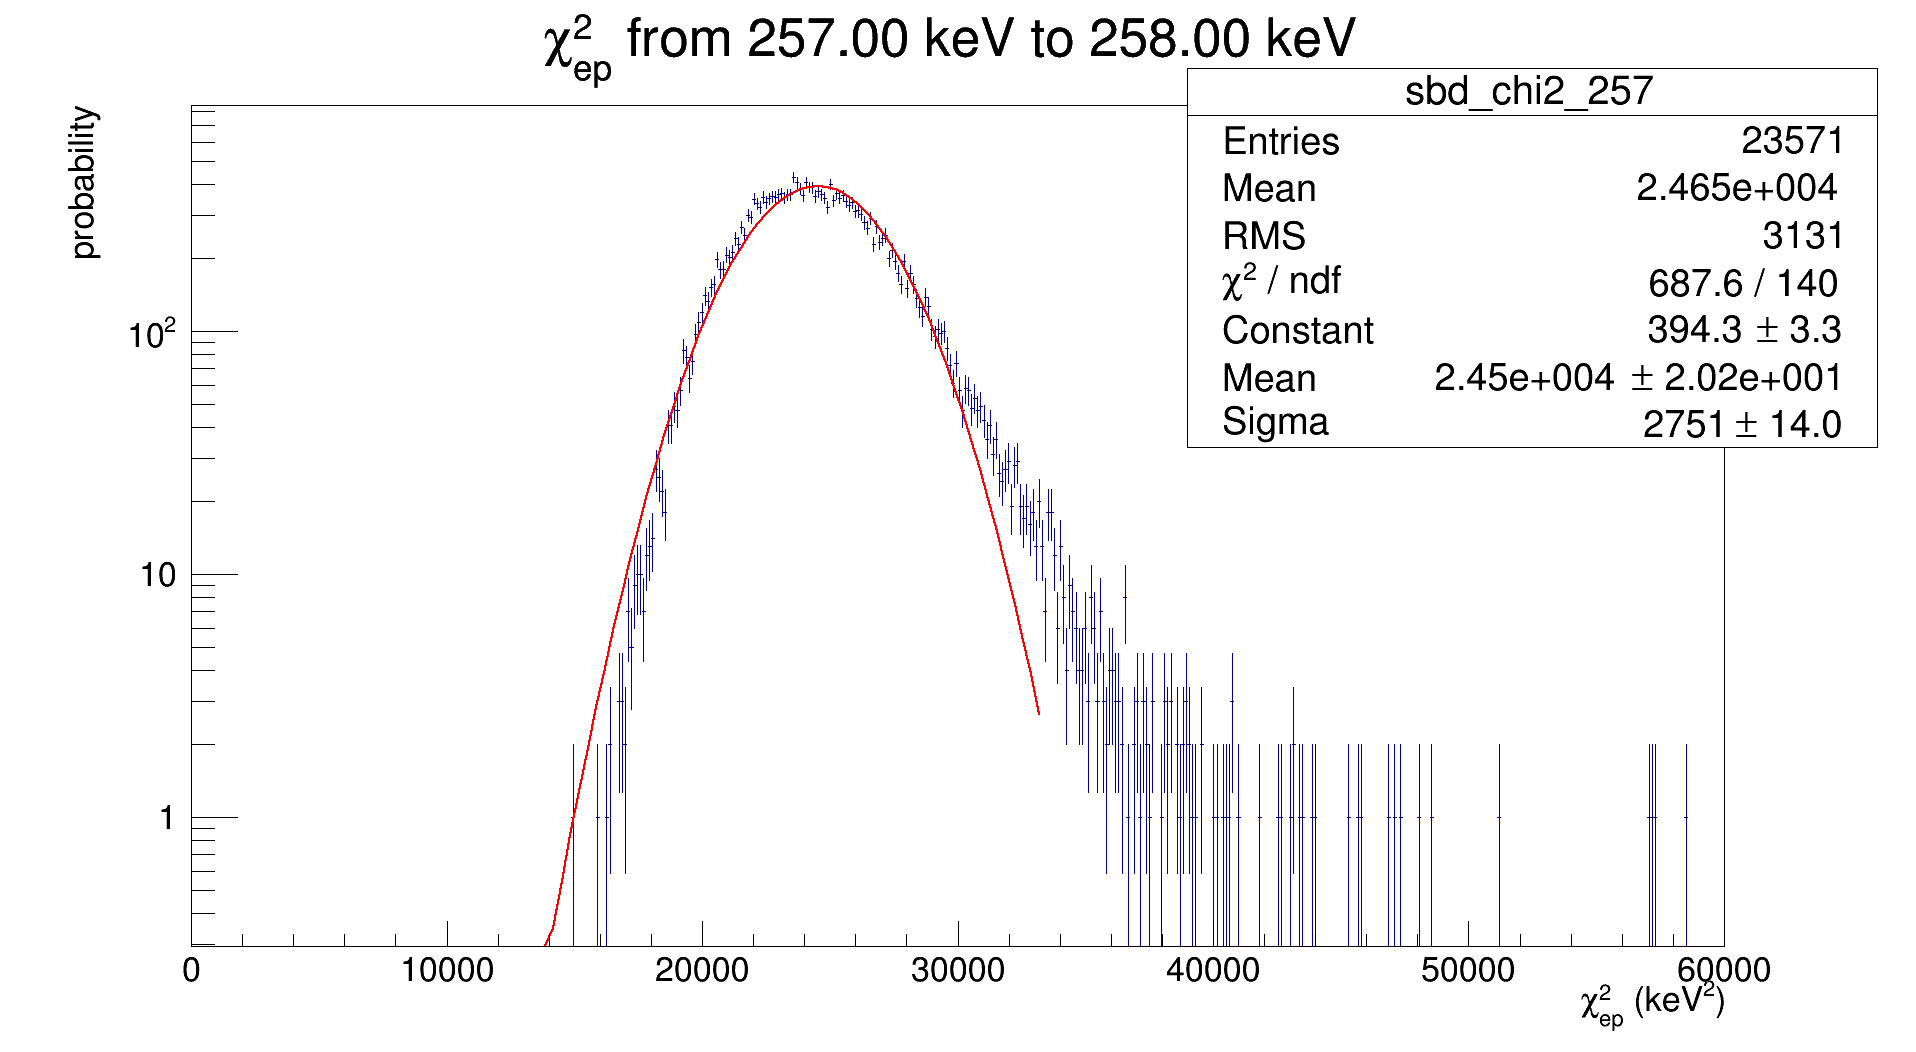 χ²ep from 257.00 keV to 258.00 keV
sbd_chi2_257
Entries 23571
Mean 2.465e+004
RMS 3131
χ² / ndf 687.6 / 140
Constant 394.3 ± 3.3
Mean 2.45e+004 ± 2.02e+001
Sigma 2751 ± 14.0
probability
10²
10
1
0 10000 20000 30000 40000 50000 60000
χ²ep (keV²)